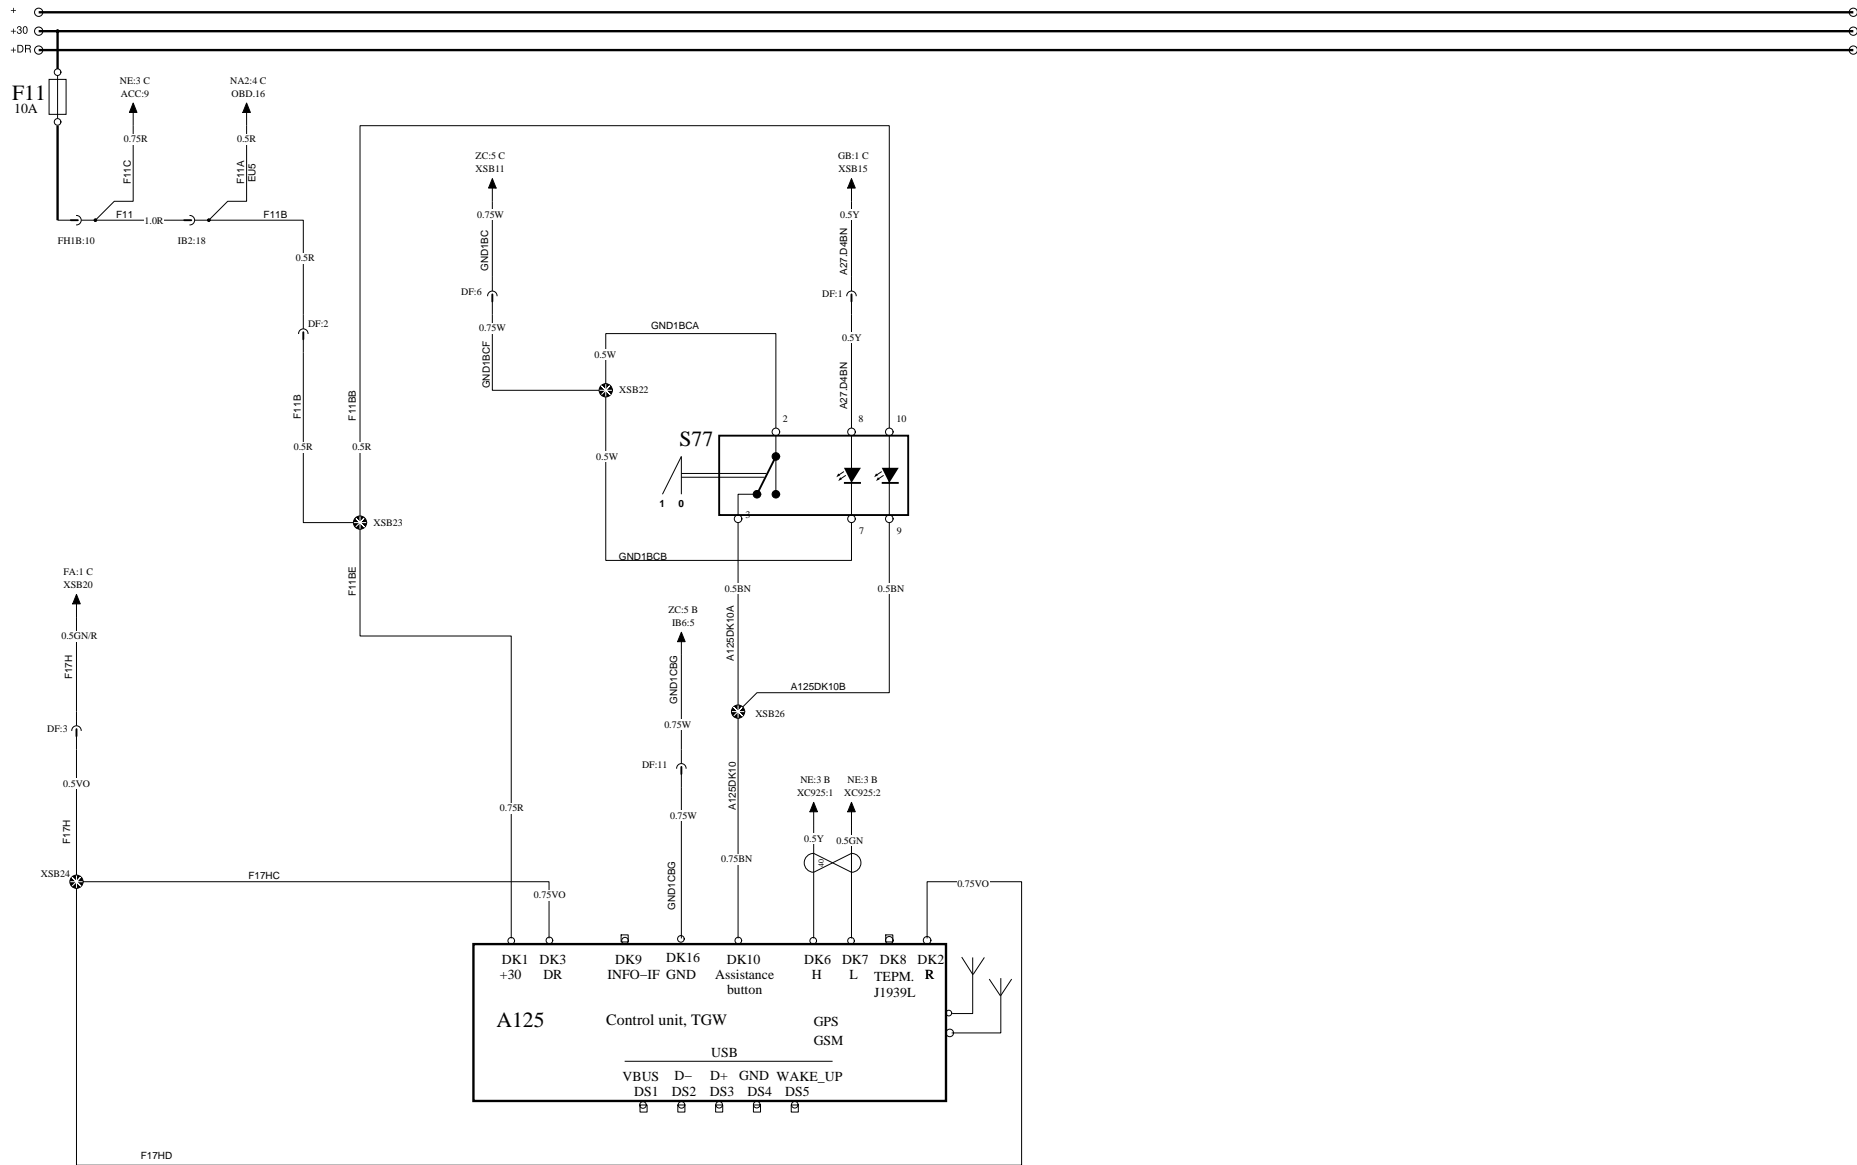 +
+30
+DR
F11
10A
NE:3 C
ACC:9
NA2:4 C
OBD.16
0.75R
0.5R
F11C
F11A
EU5
F11
1.0R
F11B
FH1B:10
IB2:18
0.5R
DF:2
F11B
0.5R
F11BB
0.5R
XSB23
F11BE
ZC:5 C
XSB11
0.75W
GND1BC
DF:6
0.75W
GND1BCF
GND1BCA
0.5W
XSB22
0.5W
GND1BCB
GB:1 C
XSB15
0.5Y
A27.D4BN
DF:1
0.5Y
A27.D4BN
2
8
10
S77
1
0
3
7
9
0.5BN
0.5BN
A125DK10A
A125DK10B
XSB26
A125DK10
0.75BN
ZC:5 B
IB6:5
GND1CBG
0.75W
DF:11
0.75W
GND1CBG
NE:3 B
XC925:1
NE:3 B
XC925:2
0.5Y
0.5GN
40
FA:1 C
XSB20
0.5GN/R
F17H
DF:3
0.5VO
F17H
XSB24
F17HC
0.75VO
0.75R
0.75VO
DK1
+30
DK3
DR
DK9
INFO−IF
DK16
GND
DK10
Assistance
button
DK6
H
DK7
L
DK8
TEPM.
J1939L
DK2
R
A125
Control unit, TGW
GPS
GSM
USB
VBUS D− D+ GND WAKE_UP
DS1 DS2 DS3 DS4 DS5
F17HD